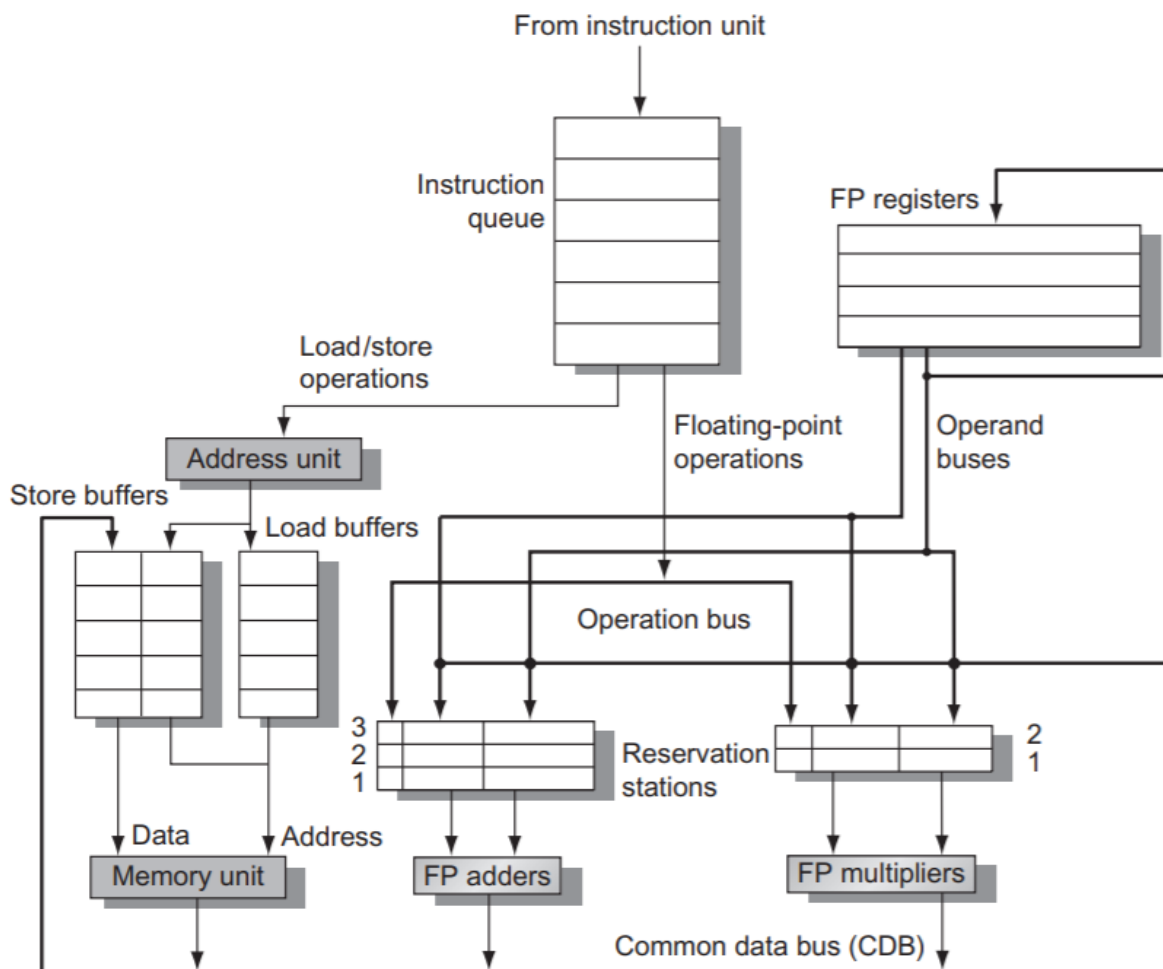 From instruction unit
Instruction
queue
FP registers
Load/store
operations
Floating-point
operations
Operand
buses
Address unit
Store buffers
Load buffers
Operation bus
3
2
1
Reservation
stations
2
1
Data
Address
Memory unit
FP adders
FP multipliers
Common data bus (CDB)